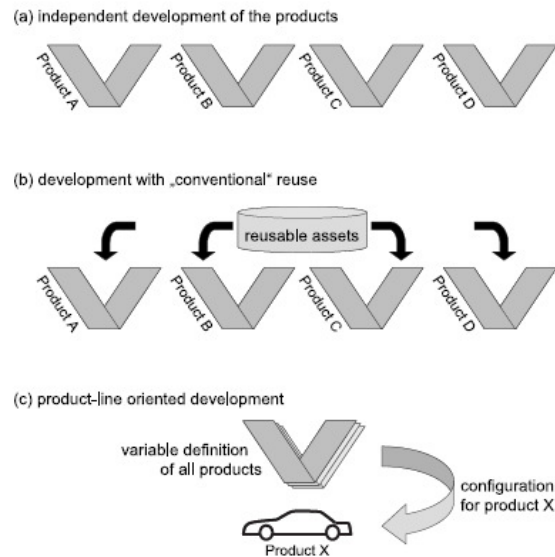 (a) independent development of the products
Product A
Product B
Product C
Product D
(b) development with „conventional“ reuse
reusable assets
Product A
Product B
Product C
Product D
(c) product-line oriented development
variable definition
of all products
configuration
for product X
Product X